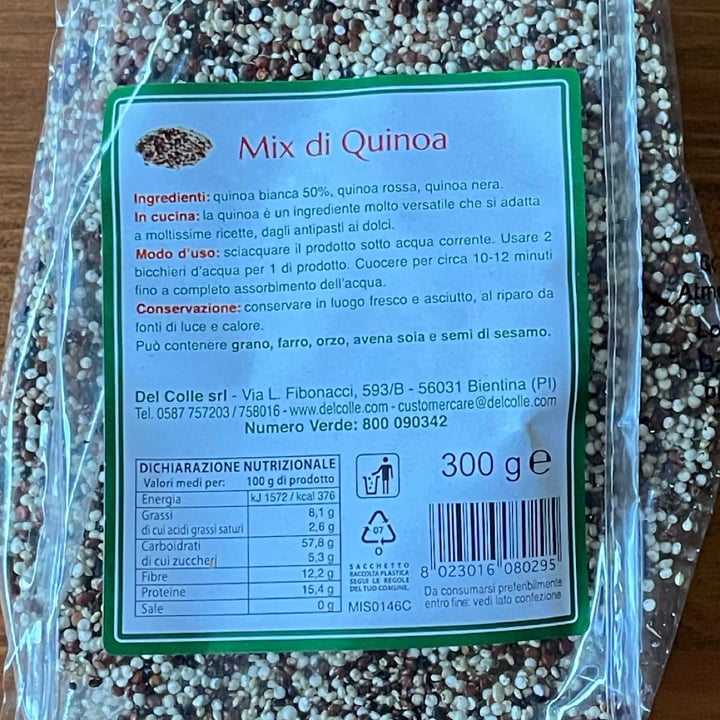 Mix di Quinoa
Ingredienti: quinoa bianca 50%, quinoa rossa, quinoa nera.
In cucina: la quinoa è un ingrediente molto versatile che si adatta
a moltissime ricette, dagli antipasti ai dolci.
Modo d'uso: sciacquare il prodotto sotto acqua corrente. Usare 2
bicchieri d'acqua per 1 di prodotto. Cuocere per circa 10-12 minuti
fino a completo assorbimento dell'acqua.
Conservazione: conservare in luogo fresco e asciutto, al riparo da
fonti di luce e calore.
Può contenere grano, farro, orzo, avena soia e semi di sesamo.
Del Colle srl - Via L. Fibonacci, 593/B - 56031 Bientina (PI)
Tel. 0587 757203 / 758016 - www.delcolle.com - customercare@delcolle.com
Numero Verde: 800 090342
DICHIARAZIONE NUTRIZIONALE
Valori medi per: 100 g di prodotto
Energia kJ 1572 / kcal 376
Grassi 8,1 g
di cui acidi grassi saturi 2,6 g
Carboidrati 57,8 g
di cui zuccheri 5,3 g
Fibre 12,2 g
Proteine 15,4 g
Sale 0 g
07
O
SACCHETTO
RACCOLTA PLASTICA
SEGUI LE REGOLE
DEL TUO COMUNE.
MIS0146C
300 g e
8 023016 080295
Da consumarsi preferibilmente
entro fine: vedi lato confezione